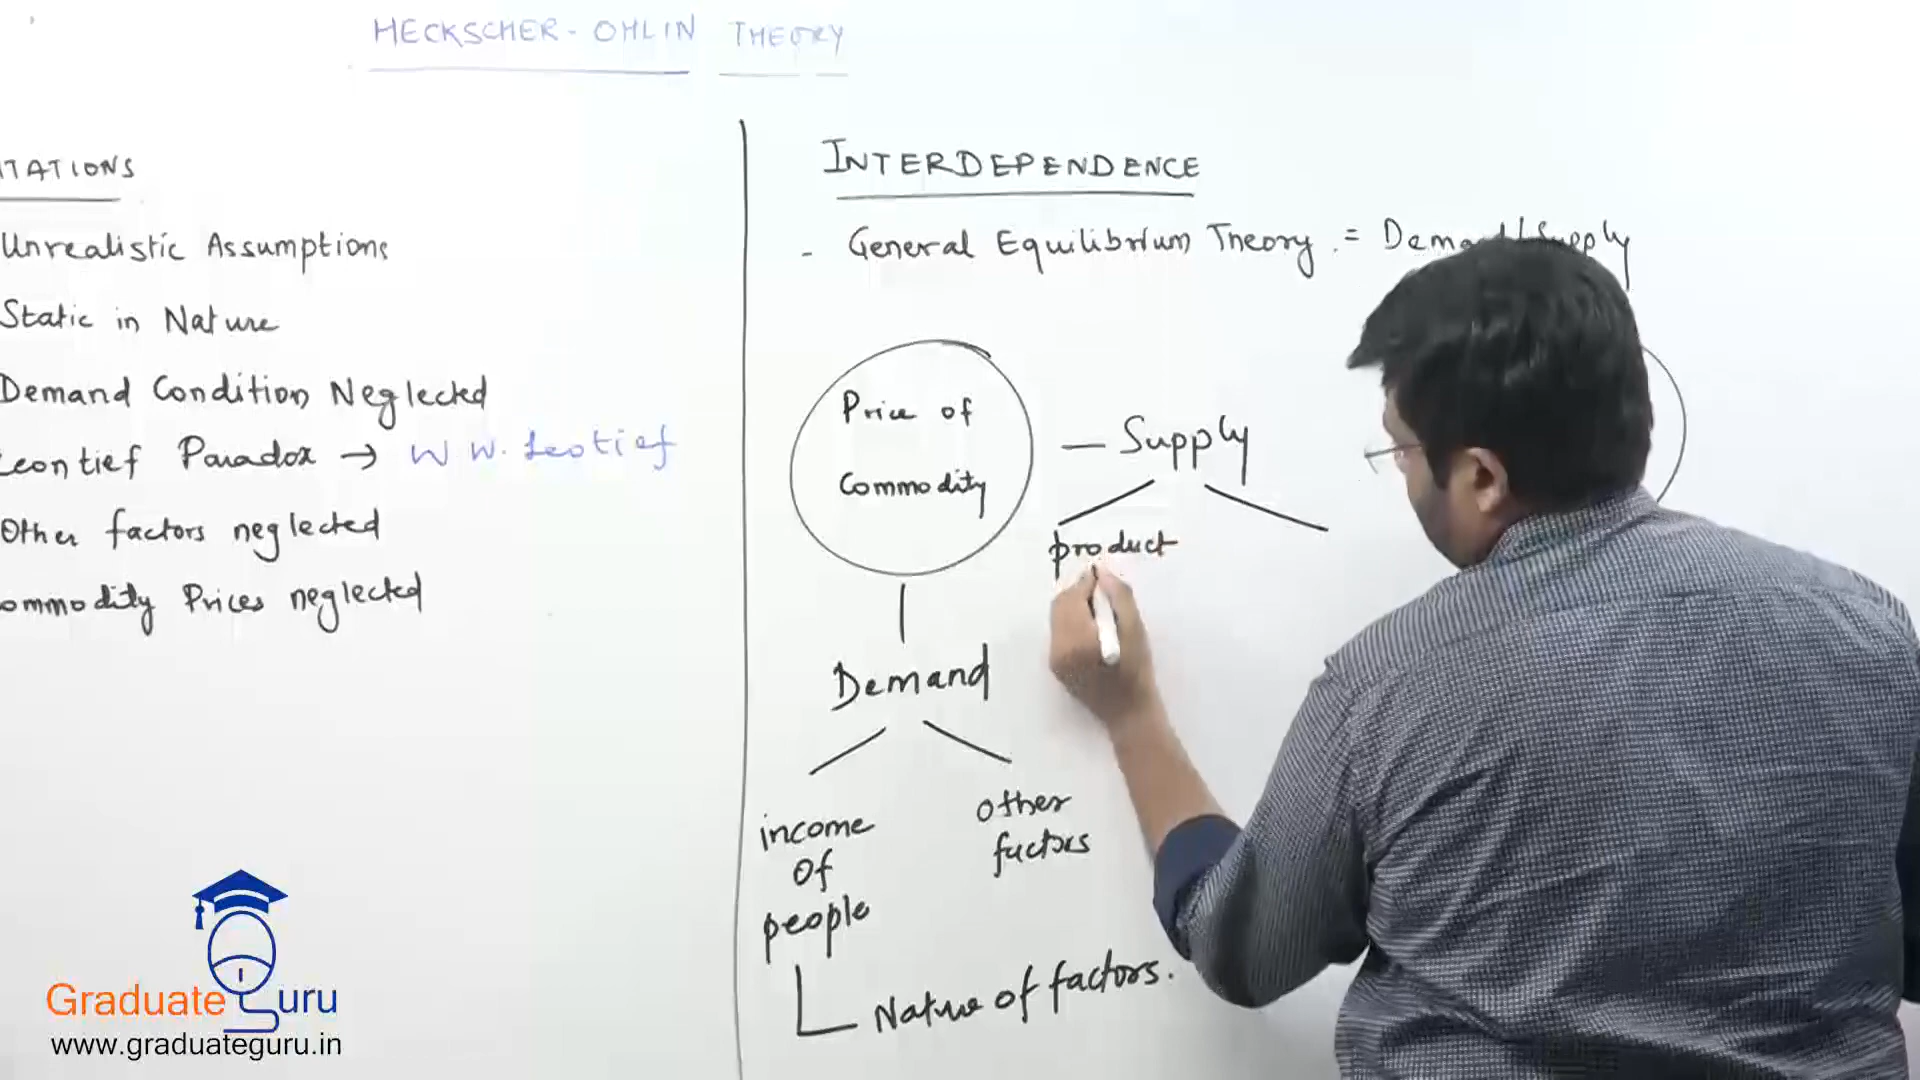 HECKSCHER - OHLIN THEORY
ITATIONS
Unrealistic Assumptions
Static in Nature
Demand Condition Neglected
Leontief Paradox → W W. Leotief
Other factors neglected
ommodity Prices neglected
INTERDEPENDENCE
- General Equilibrium Theory. = Demand/Supply
Price of
Commodity
— Supply
product
Demand
income
of
people
other
factors
Nature of factors.
Graduate Guru
www.graduateguru.in